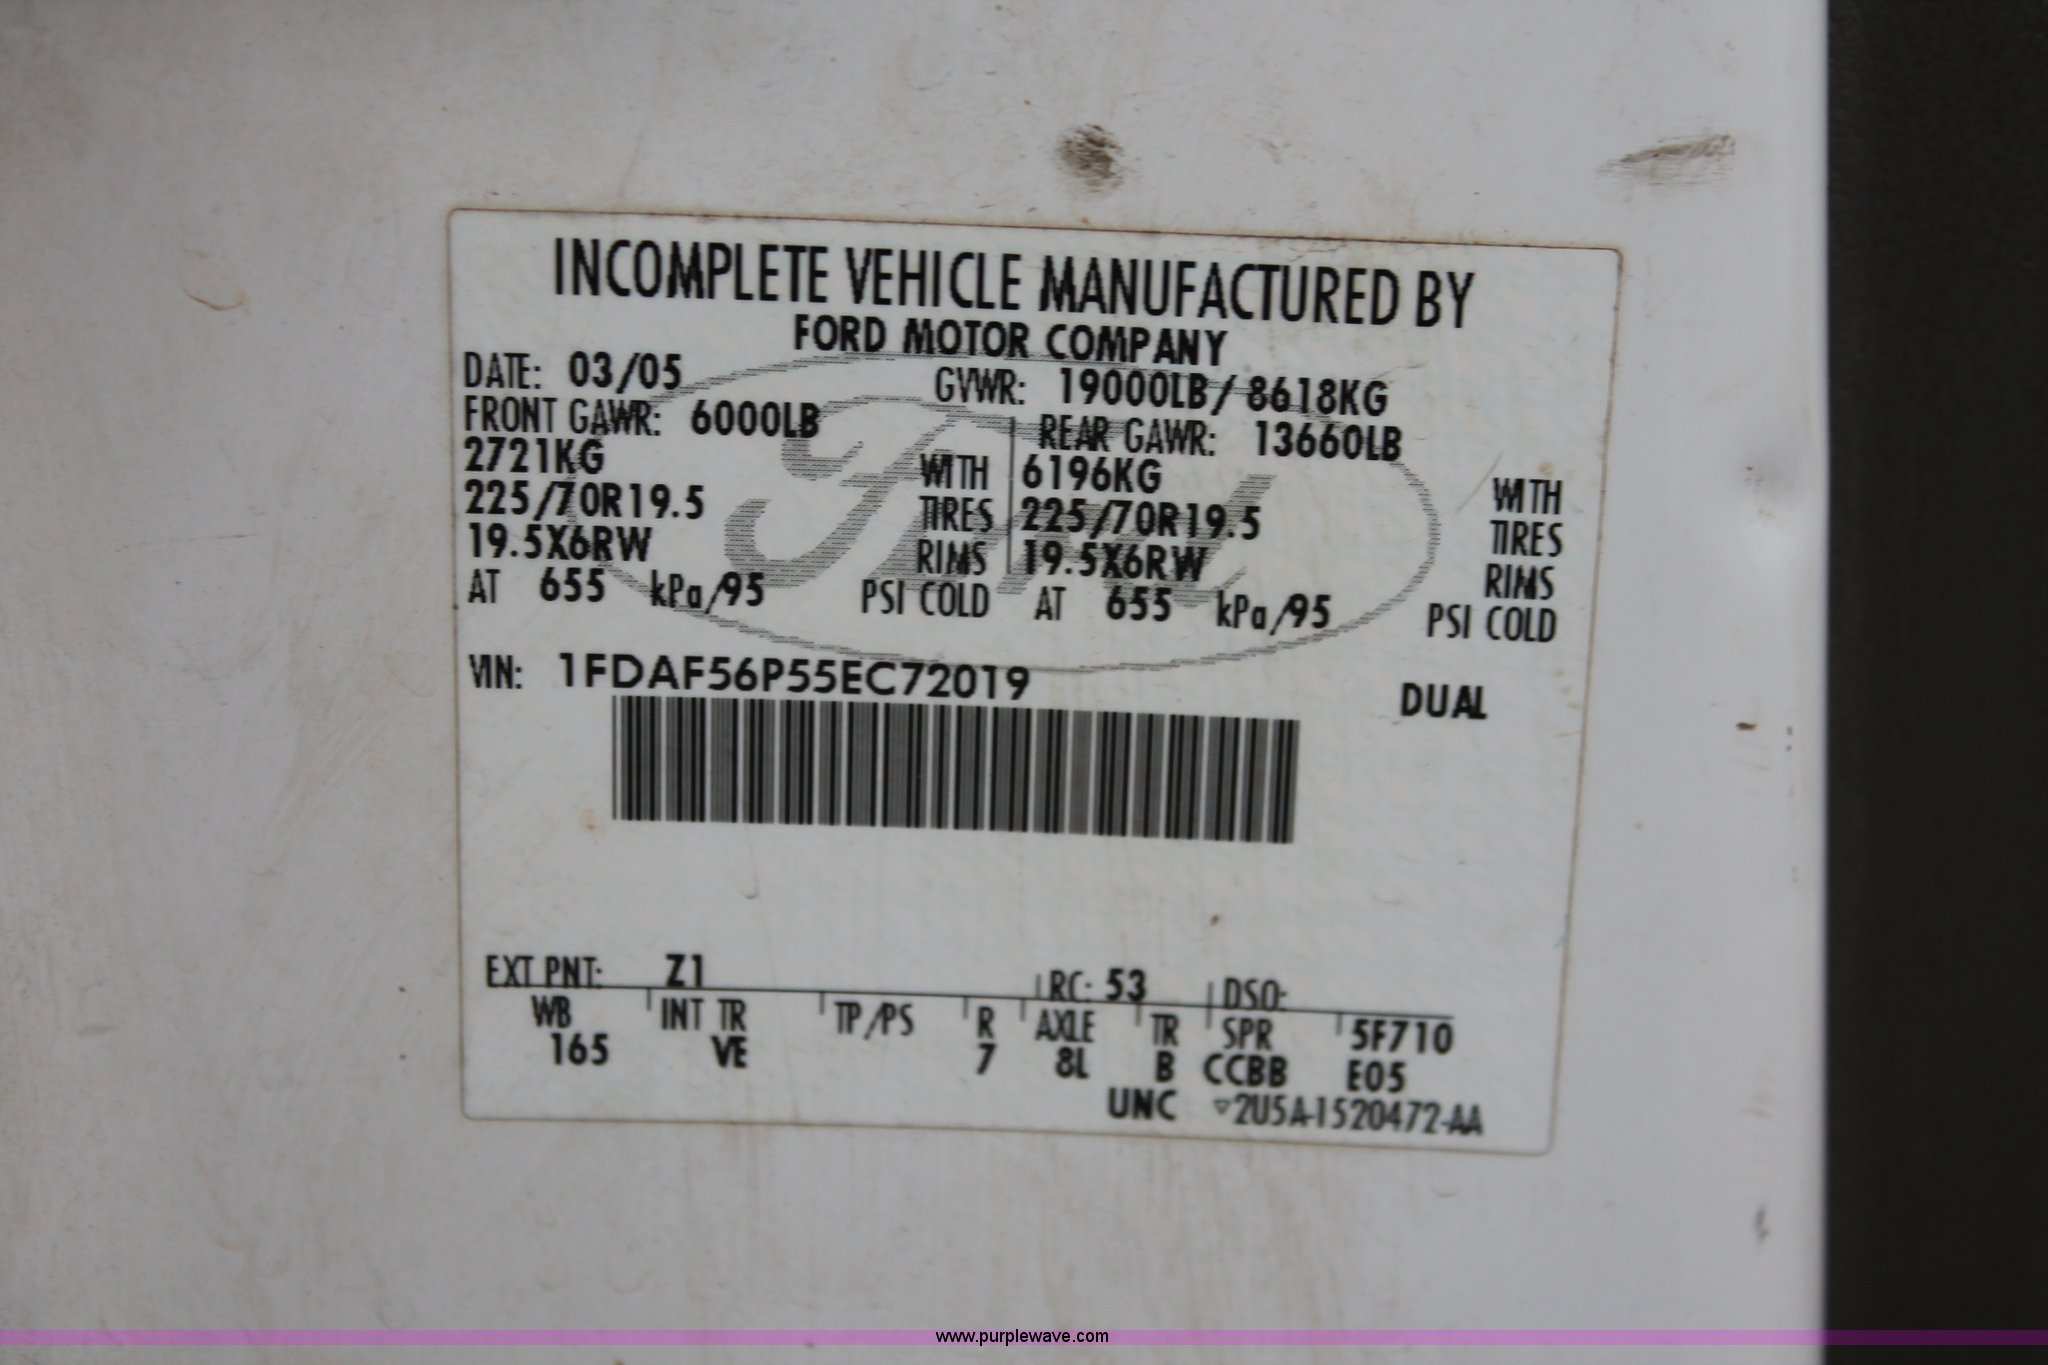 INCOMPLETE VEHICLE MANUFACTURED BY
FORD MOTOR COMPANY
DATE: 03/05 GVWR: 19000LB/ 8618KG
FRONT GAWR: 6000LB REAR GAWR: 13660LB
2721KG WITH 6196KG WITH
225/70R19.5 TIRES 225/70R19.5 TIRES
19.5X6RW RIMS 19.5X6RW RIMS
AT 655 kPa/95 PSI COLD AT 655 kPa/95 PSI COLD
VIN: 1FDAF56P55EC72019 DUAL
Ford
EXT PNT: Z1 RC: 53 DSO:
WB INT TR TP/PS R AXLE TR SPR 5F710
165 VE 7 8L B CCBB E05
UNC ▽2U5A-1520472-AA
www.purplewave.com